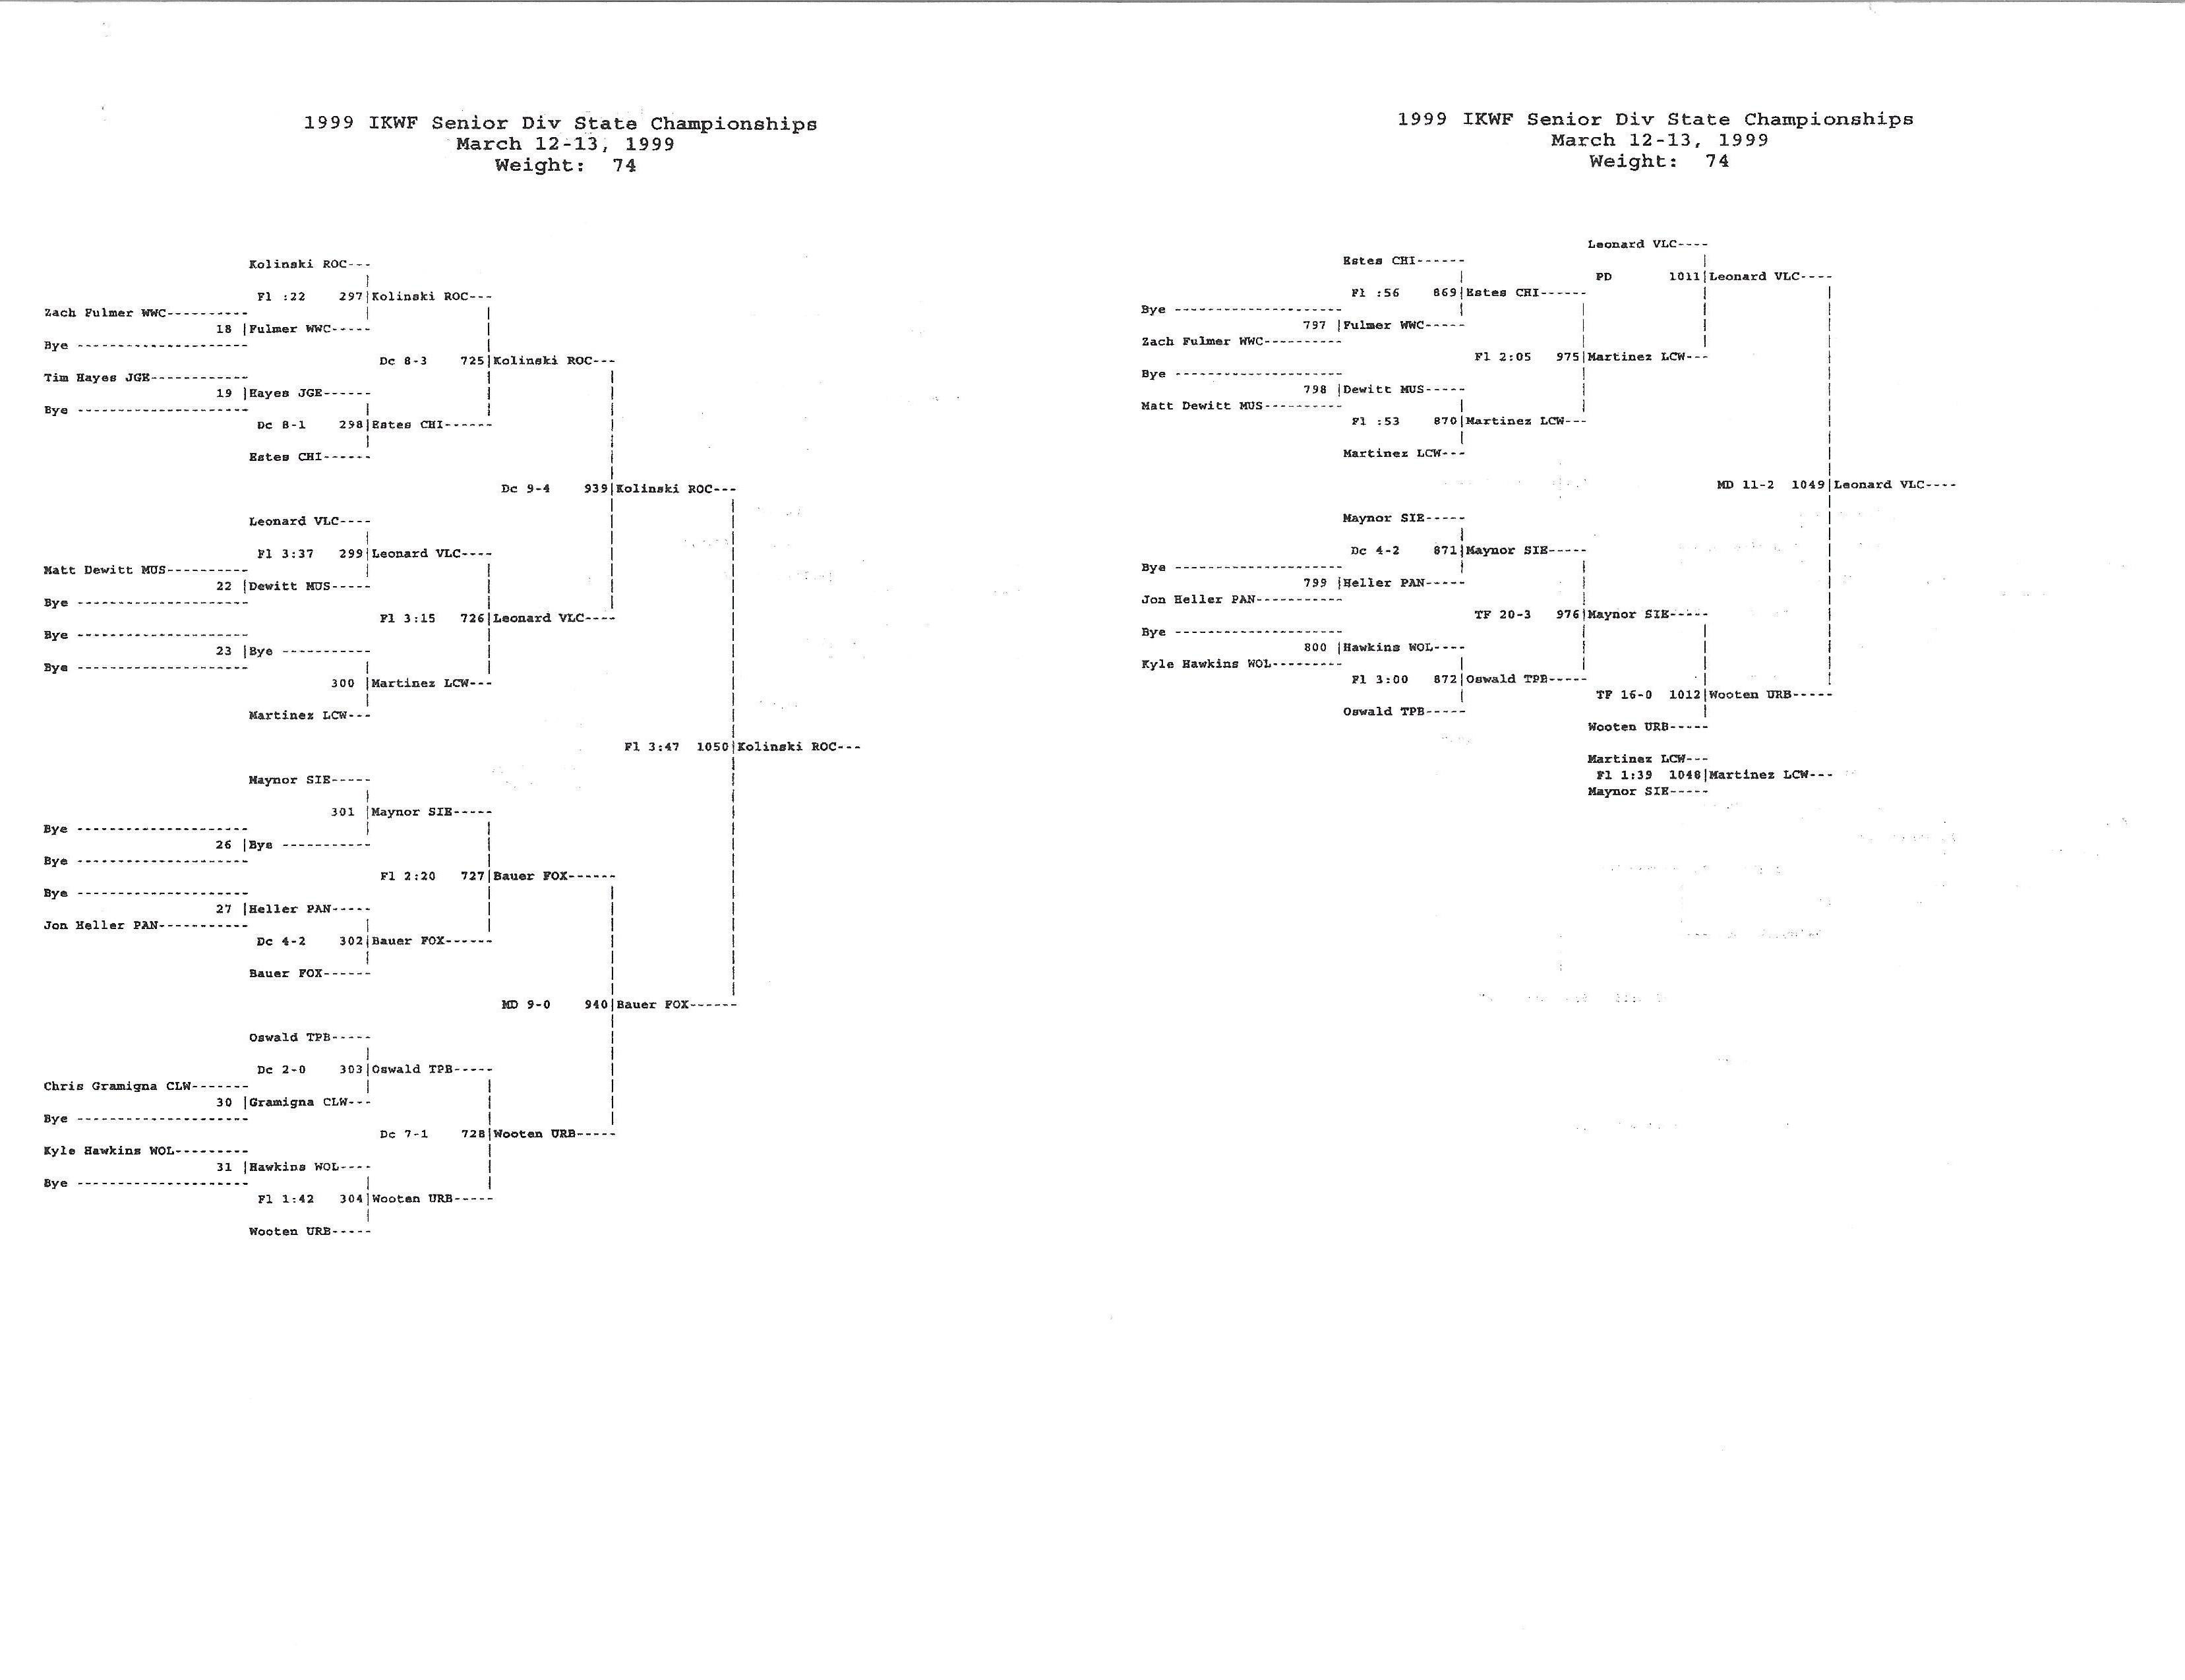 1999 IKWF Senior Div State Championships
March 12-13, 1999
Weight: 74
Kolinski ROC---
Fl :22 297|Kolinski ROC---
Zach Fulmer WWC----------
18 |Fulmer WWC-----
Bye ---------------------
Dc 8-3 725|Kolinski ROC---
Tim Hayes JGE------------
19 |Hayes JGE------
Bye ---------------------
Dc 8-1 298|Estes CHI------
Estes CHI------
Dc 9-4 939|Kolinski ROC---
Leonard VLC----
Fl 3:37 299|Leonard VLC----
Matt Dewitt MUS----------
22 |Dewitt MUS-----
Bye ---------------------
Fl 3:15 726|Leonard VLC----
Bye ---------------------
23 |Bye -----------
Bye ---------------------
300 |Martinez LCW---
Martinez LCW---
Fl 3:47 1050|Kolinski ROC---
Maynor SIE-----
301 |Maynor SIE-----
Bye ---------------------
26 |Bye -----------
Bye ---------------------
Fl 2:20 727|Bauer FOX------
Bye ---------------------
27 |Heller PAN-----
Jon Heller PAN-----------
Dc 4-2 302|Bauer FOX------
Bauer FOX------
MD 9-0 940|Bauer FOX------
Oswald TPB-----
Dc 2-0 303|Oswald TPB-----
Chris Gramigna CLW-------
30 |Gramigna CLW---
Bye ---------------------
Dc 7-1 728|Wooten URB-----
Kyle Hawkins WOL---------
31 |Hawkins WOL----
Bye ---------------------
Fl 1:42 304|Wooten URB-----
Wooten URB-----
1999 IKWF Senior Div State Championships
March 12-13, 1999
Weight: 74
Leonard VLC----
Estes CHI------
PD 1011|Leonard VLC----
Fl :56 869|Estes CHI------
Bye ---------------------
797 |Fulmer WWC-----
Zach Fulmer WWC----------
Fl 2:05 975|Martinez LCW---
Bye ---------------------
798 |Dewitt MUS-----
Matt Dewitt MUS----------
Fl :53 870|Martinez LCW---
Martinez LCW---
MD 11-2 1049|Leonard VLC----
Maynor SIE-----
Dc 4-2 871|Maynor SIE-----
Bye ---------------------
799 |Heller PAN-----
Jon Heller PAN-----------
TF 20-3 976|Maynor SIE-----
Bye ---------------------
800 |Hawkins WOL----
Kyle Hawkins WOL---------
Fl 3:00 872|Oswald TPB-----
TF 16-0 1012|Wooten URB-----
Oswald TPB-----
Wooten URB-----
Martinez LCW---
Fl 1:39 1048|Martinez LCW---
Maynor SIE-----